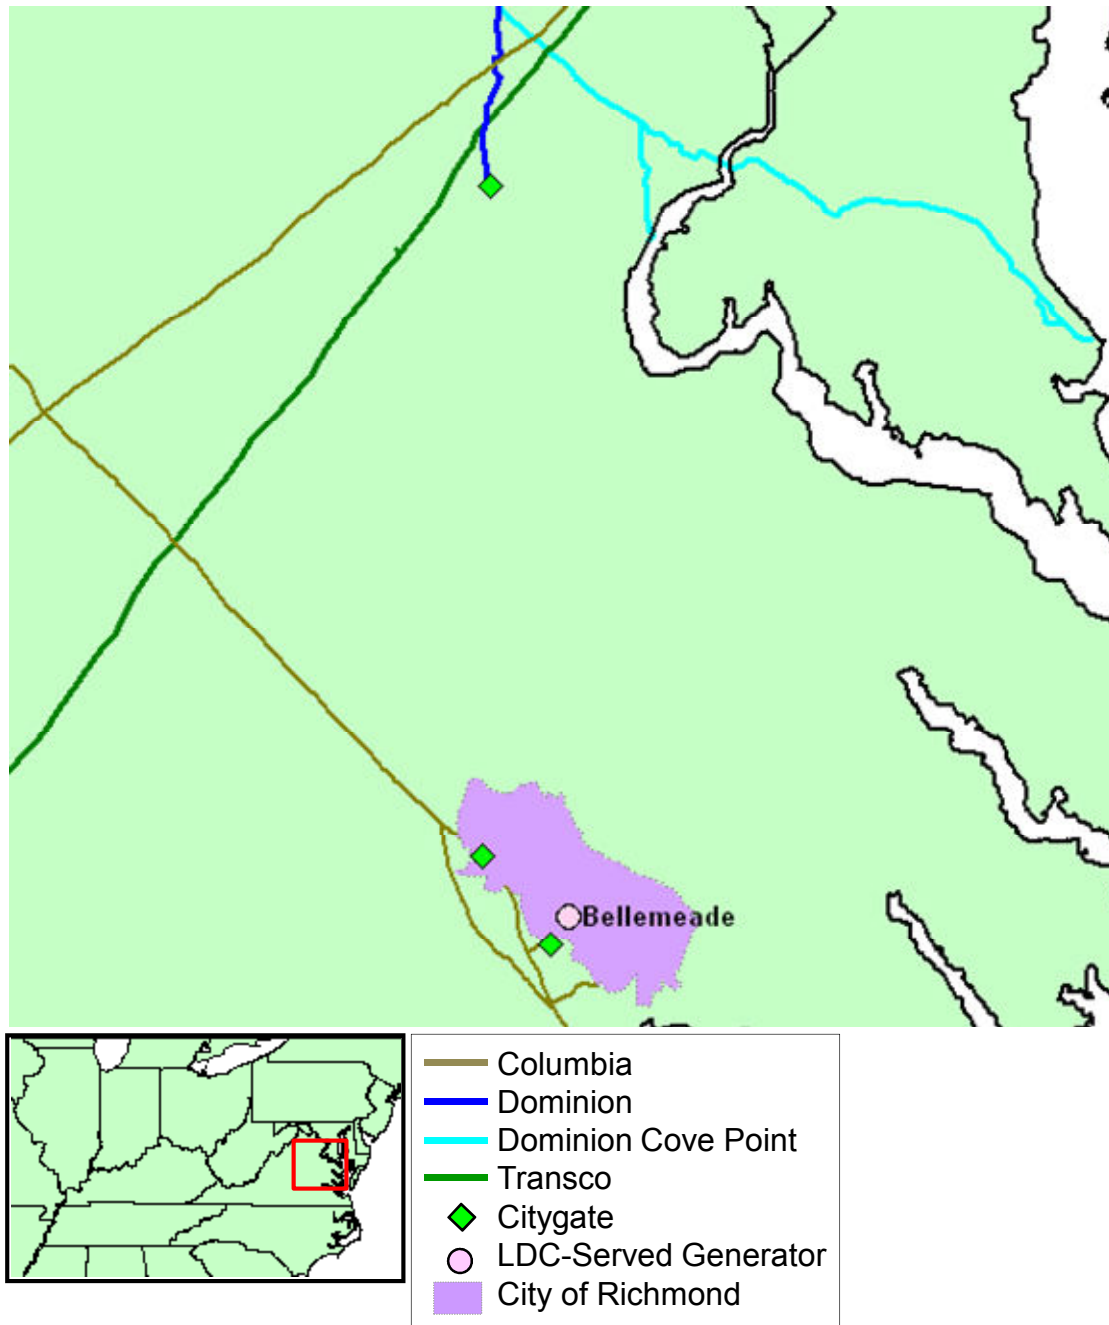 Bellemeade
Columbia
Dominion
Dominion Cove Point
Transco
Citygate
LDC-Served Generator
City of Richmond